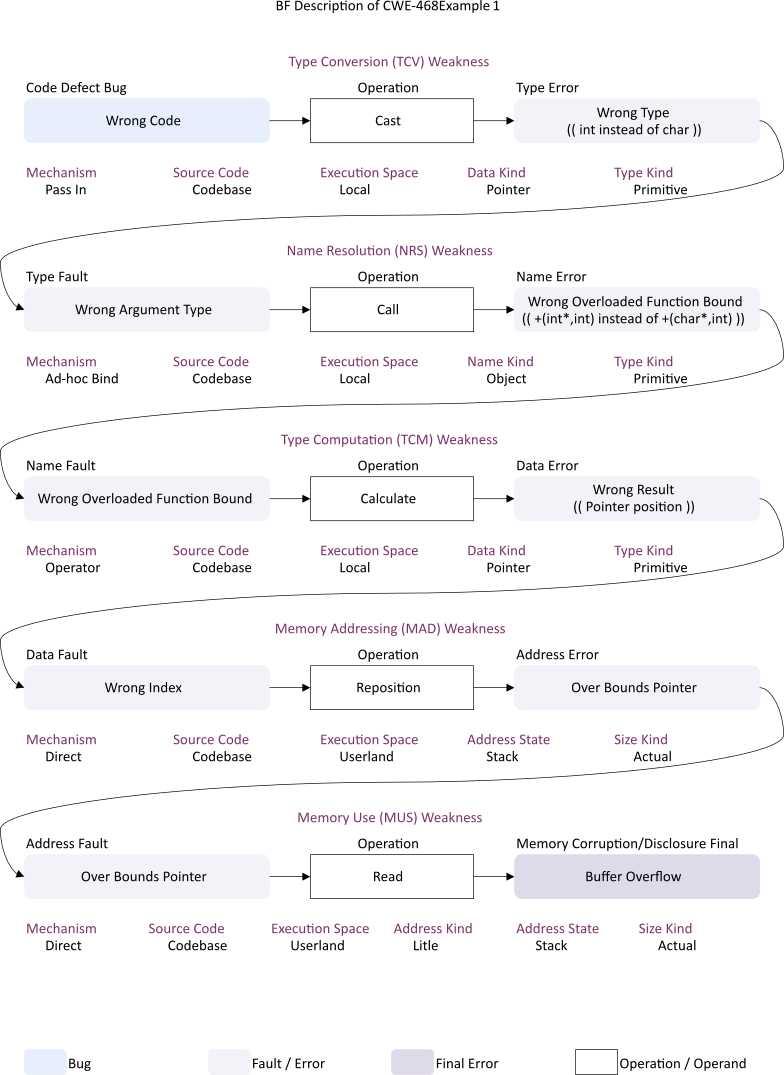 BF Description of CWE-468Example 1
Type Conversion (TCV) Weakness
Code Defect Bug Operation Type Error
Wrong Code Cast Wrong Type
(( int instead of char ))
Mechanism Source Code Execution Space Data Kind Type Kind
Pass In Codebase Local Pointer Primitive
Name Resolution (NRS) Weakness
Type Fault Operation Name Error
Wrong Argument Type Call Wrong Overloaded Function Bound
(( +(int*,int) instead of +(char*,int) ))
Mechanism Source Code Execution Space Name Kind Type Kind
Ad-hoc Bind Codebase Local Object Primitive
Type Computation (TCM) Weakness
Name Fault Operation Data Error
Wrong Overloaded Function Bound Calculate Wrong Result
(( Pointer position ))
Mechanism Source Code Execution Space Data Kind Type Kind
Operator Codebase Local Pointer Primitive
Memory Addressing (MAD) Weakness
Data Fault Operation Address Error
Wrong Index Reposition Over Bounds Pointer
Mechanism Source Code Execution Space Address State Size Kind
Direct Codebase Userland Stack Actual
Memory Use (MUS) Weakness
Address Fault Operation Memory Corruption/Disclosure Final
Over Bounds Pointer Read Buffer Overflow
Mechanism Source Code Execution Space Address Kind Address State Size Kind
Direct Codebase Userland Litle Stack Actual
Bug Fault / Error Final Error Operation / Operand